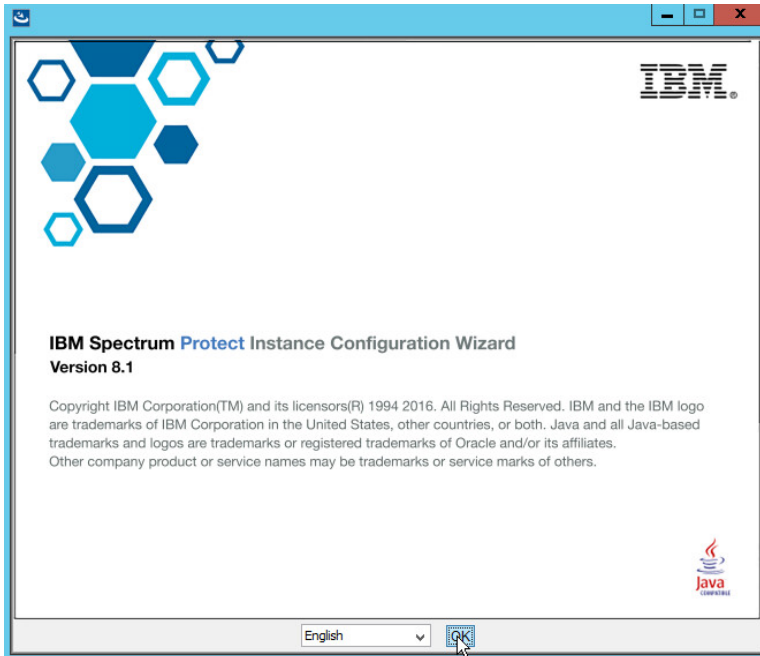 IBM®
IBM Spectrum Protect Instance Configuration Wizard
Version 8.1
Copyright IBM Corporation(TM) and its licensors(R) 1994 2016. All Rights Reserved. IBM and the IBM logo
are trademarks of IBM Corporation in the United States, other countries, or both. Java and all Java-based
trademarks and logos are trademarks or registered trademarks of Oracle and/or its affiliates.
Other company product or service names may be trademarks or service marks of others.
Java
COMPATIBLE
English
OK